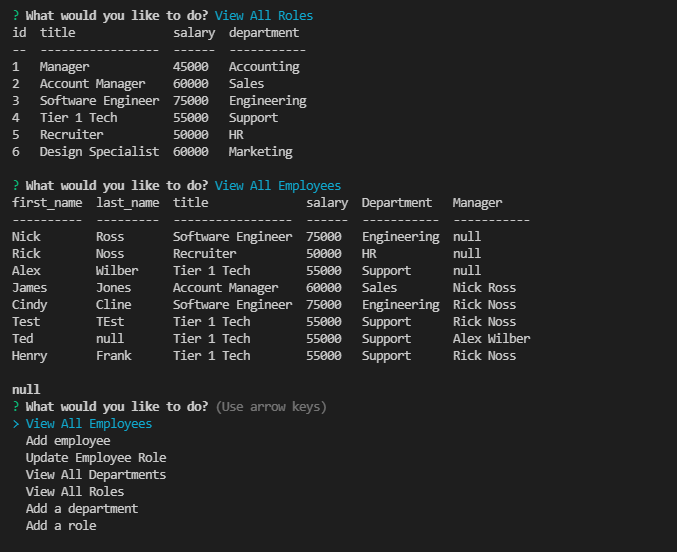 ? What would you like to do? View All Roles
id  title              salary  department
--  -----------------  ------  -----------
1   Manager            45000   Accounting
2   Account Manager    60000   Sales
3   Software Engineer  75000   Engineering
4   Tier 1 Tech        55000   Support
5   Recruiter          50000   HR
6   Design Specialist  60000   Marketing
? What would you like to do? View All Employees
first_name  last_name  title              salary  Department   Manager
----------  ---------  -----------------  ------  -----------  -----------
Nick        Ross       Software Engineer  75000   Engineering  null
Rick        Noss       Recruiter          50000   HR           null
Alex        Wilber     Tier 1 Tech        55000   Support      null
James       Jones      Account Manager    60000   Sales        Nick Ross
Cindy       Cline      Software Engineer  75000   Engineering  Rick Noss
Test        TEst       Tier 1 Tech        55000   Support      Rick Noss
Ted         null       Tier 1 Tech        55000   Support      Alex Wilber
Henry       Frank      Tier 1 Tech        55000   Support      Rick Noss
null
? What would you like to do? (Use arrow keys)
> View All Employees
  Add employee
  Update Employee Role
  View All Departments
  View All Roles
  Add a department
  Add a role